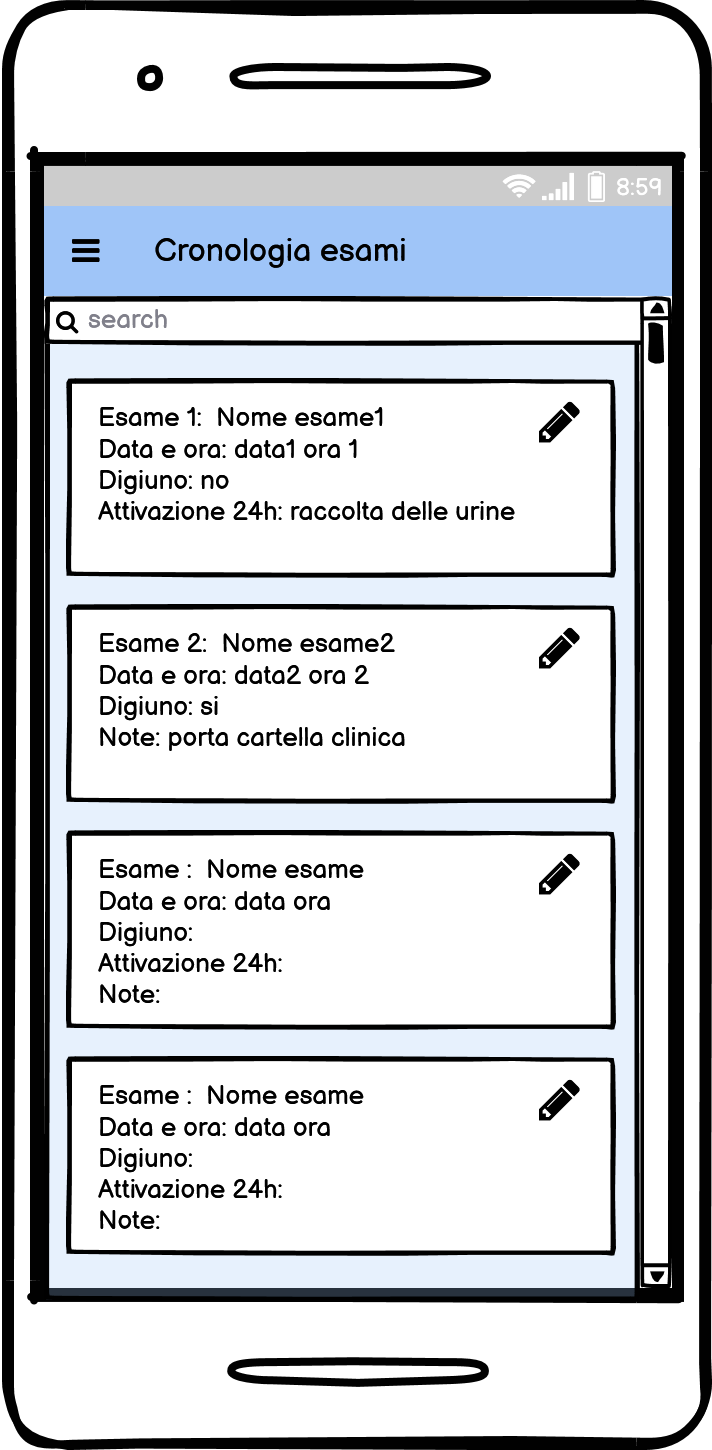 8:59
Cronologia esami
search
Esame 1:  Nome esame1
Data e ora: data1 ora 1
Digiuno: no
Attivazione 24h: raccolta delle urine
Esame 2:  Nome esame2
Data e ora: data2 ora 2
Digiuno: si
Note: porta cartella clinica
Esame :  Nome esame
Data e ora: data ora
Digiuno:
Attivazione 24h:
Note:
Esame :  Nome esame
Data e ora: data ora
Digiuno:
Attivazione 24h:
Note: